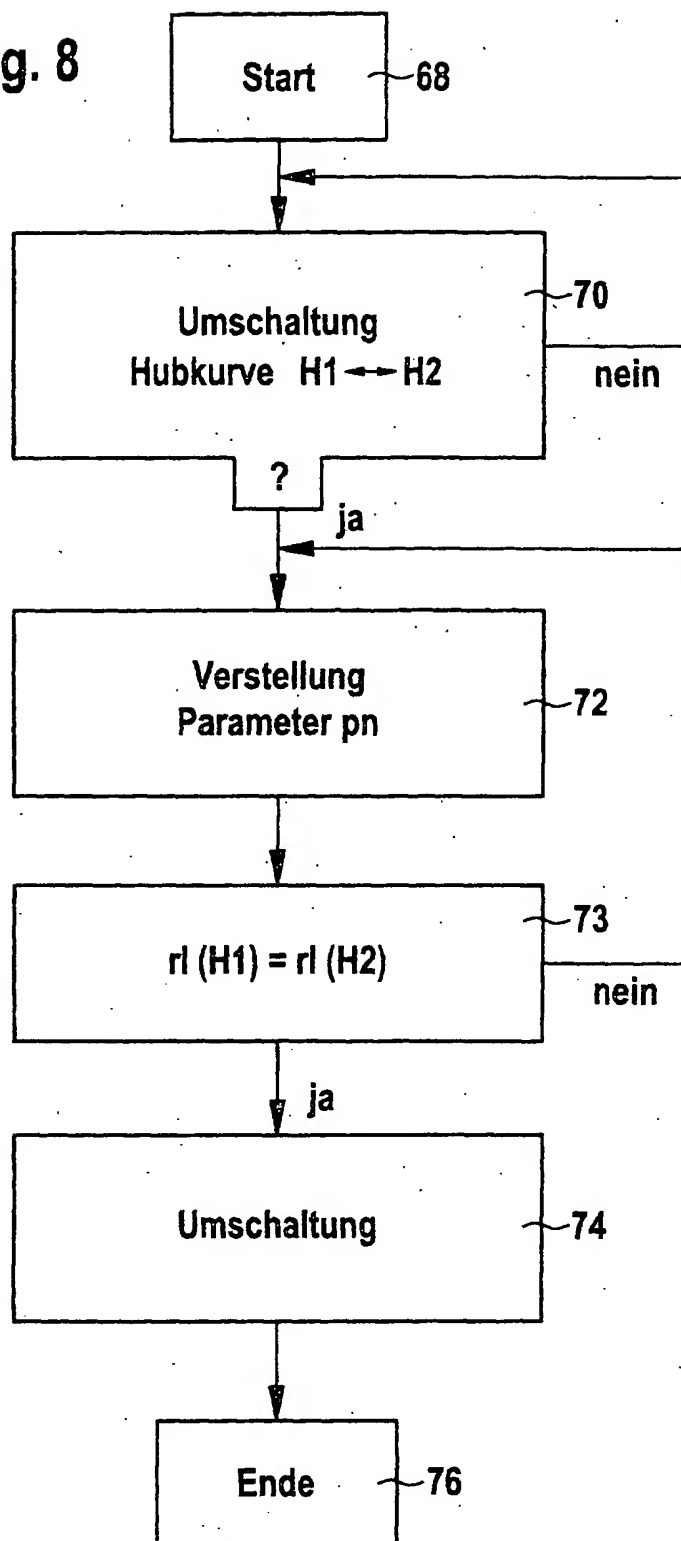 g. 8
Start
68
Umschaltung
70
Hubkurve H1 ↔ H2
nein
?
ja
Verstellung
72
Parameter pn
73
rl (H1) = rl (H2)
nein
ja
Umschaltung
74
Ende
76